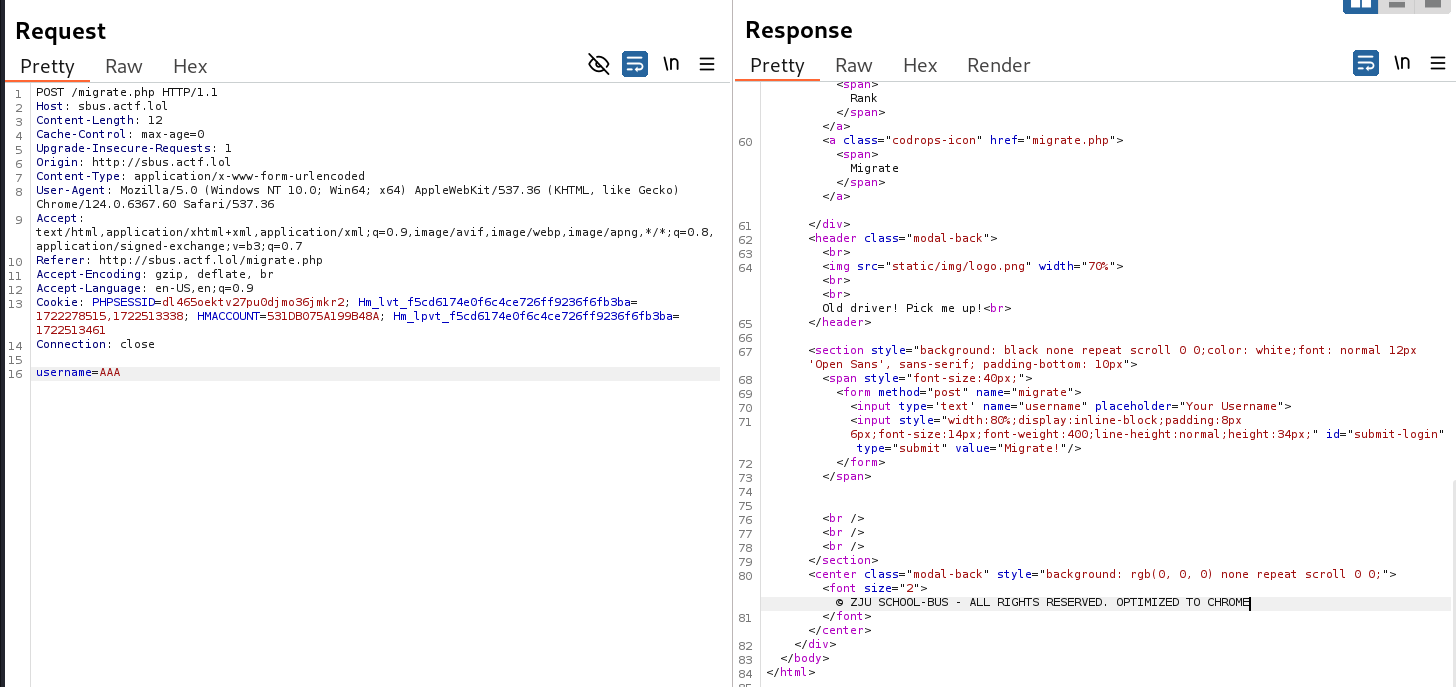 Request
Pretty Raw Hex \n
1 POST /migrate.php HTTP/1.1
2 Host: sbus.actf.lol
3 Content-Length: 12
4 Cache-Control: max-age=0
5 Upgrade-Insecure-Requests: 1
6 Origin: http://sbus.actf.lol
7 Content-Type: application/x-www-form-urlencoded
8 User-Agent: Mozilla/5.0 (Windows NT 10.0; Win64; x64) AppleWebKit/537.36 (KHTML, like Gecko)
Chrome/124.0.6367.60 Safari/537.36
9 Accept:
text/html,application/xhtml+xml,application/xml;q=0.9,image/avif,image/webp,image/apng,*/*;q=0.8,
application/signed-exchange;v=b3;q=0.7
10 Referer: http://sbus.actf.lol/migrate.php
11 Accept-Encoding: gzip, deflate, br
12 Accept-Language: en-US,en;q=0.9
13 Cookie: PHPSESSID=dl465oektv27pu0djmo36jmkr2; Hm_lvt_f5cd6174e0f6c4ce726ff9236f6fb3ba=
1722278515,1722513338; HMACCOUNT=531DB075A199B48A; Hm_lpvt_f5cd6174e0f6c4ce726ff9236f6fb3ba=
1722513461
14 Connection: close
15
16 username=AAA
Response
Pretty Raw Hex Render \n
<span>
Rank
</span>
</a>
60 <a class="codrops-icon" href="migrate.php">
<span>
Migrate
</span>
</a>
61 </div>
62 <header class="modal-back">
63 <br>
64 <img src="static/img/logo.png" width="70%">
<br>
<br>
Old driver! Pick me up!<br>
65 </header>
66
67 <section style="background: black none repeat scroll 0 0;color: white;font: normal 12px
'Open Sans', sans-serif; padding-bottom: 10px">
68 <span style="font-size:40px;">
69 <form method="post" name="migrate">
70 <input type='text' name="username" placeholder="Your Username">
71 <input style="width:80%;display:inline-block;padding:8px
6px;font-size:14px;font-weight:400;line-height:normal;height:34px;" id="submit-login"
type="submit" value="Migrate!"/>
72 </form>
73 </span>
74
75
76 <br />
77 <br />
78 <br />
79 </section>
80 <center class="modal-back" style="background: rgb(0, 0, 0) none repeat scroll 0 0;">
<font size="2">
© ZJU SCHOOL-BUS - ALL RIGHTS RESERVED. OPTIMIZED TO CHROME
81 </font>
</center>
82 </div>
83 </body>
84 </html>